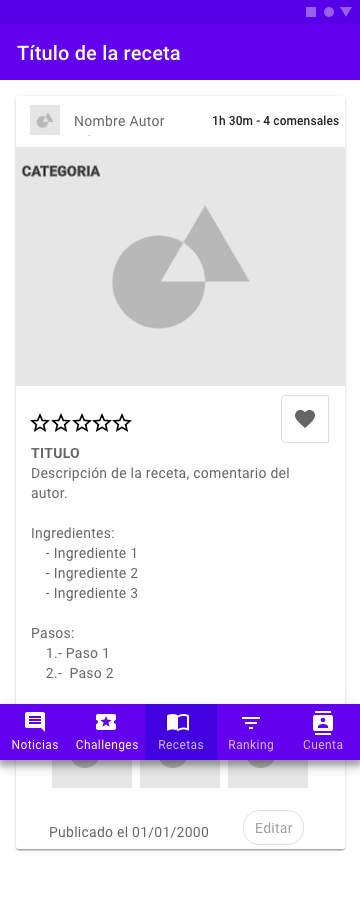 Título de la receta
Nombre Autor
1h 30m - 4 comensales
CATEGORIA
TITULO
Descripción de la receta, comentario del
autor.
Ingredientes:
- Ingrediente 1
- Ingrediente 2
- Ingrediente 3
Pasos:
1.- Paso 1
2.- Paso 2
Noticias
Challenges
Recetas
Ranking
Cuenta
Publicado el 01/01/2000
Editar